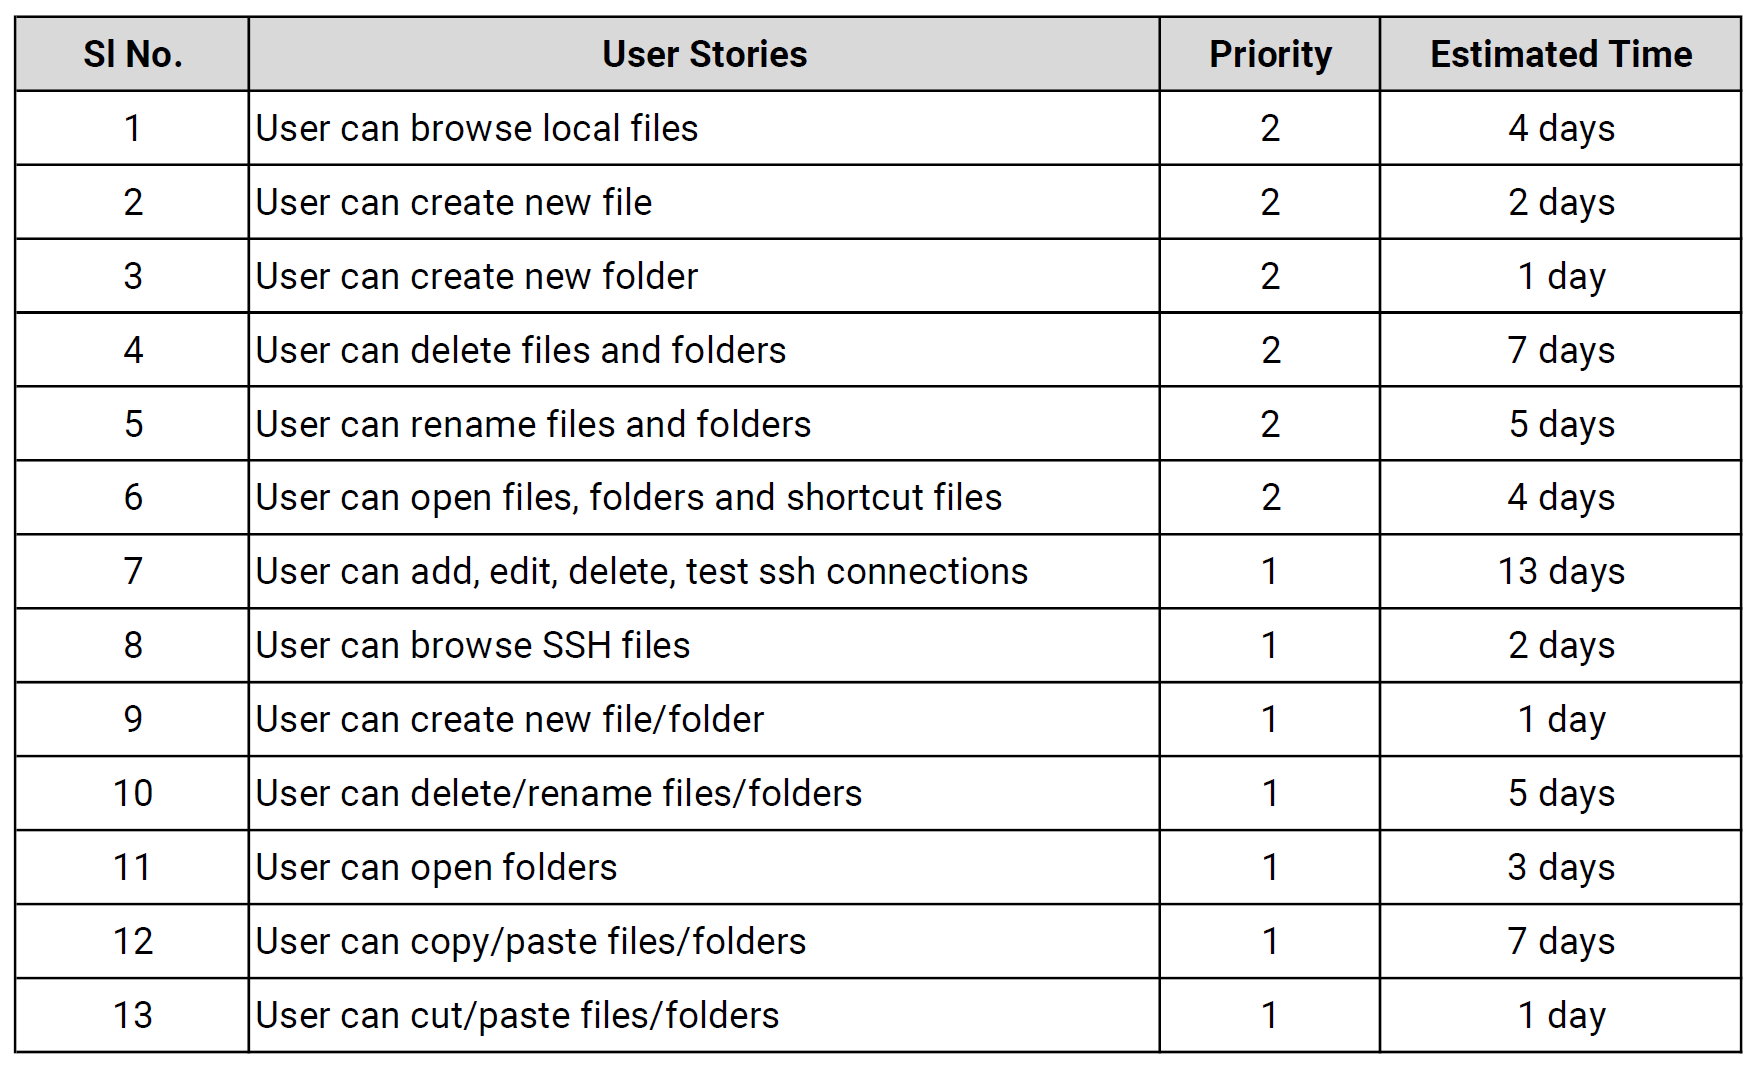 Sl No. User Stories Priority Estimated Time
1 User can browse local files 2 4 days
2 User can create new file 2 2 days
3 User can create new folder 2 1 day
4 User can delete files and folders 2 7 days
5 User can rename files and folders 2 5 days
6 User can open files, folders and shortcut files 2 4 days
7 User can add, edit, delete, test ssh connections 1 13 days
8 User can browse SSH files 1 2 days
9 User can create new file/folder 1 1 day
10 User can delete/rename files/folders 1 5 days
11 User can open folders 1 3 days
12 User can copy/paste files/folders 1 7 days
13 User can cut/paste files/folders 1 1 day